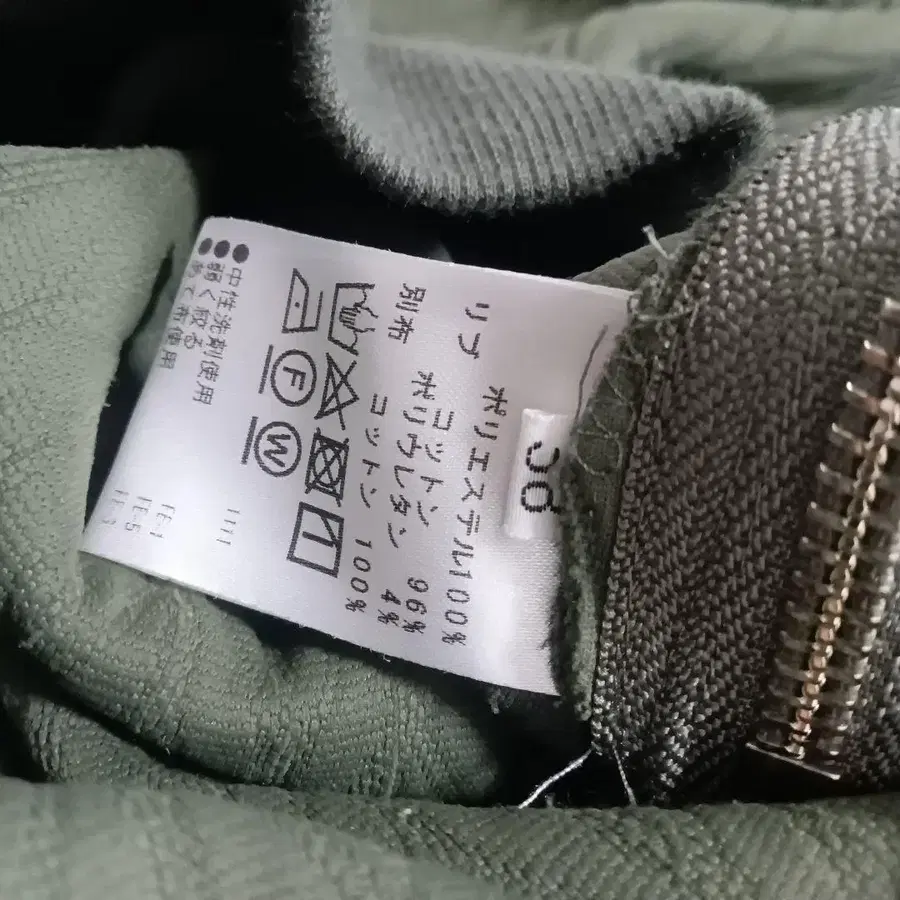 ポリエステル100%
リブ コットン 96%
ポリウレタン 4%
別布 コットン 100%
F W
●中性洗剤使用
●弱く絞る
●あて布使用